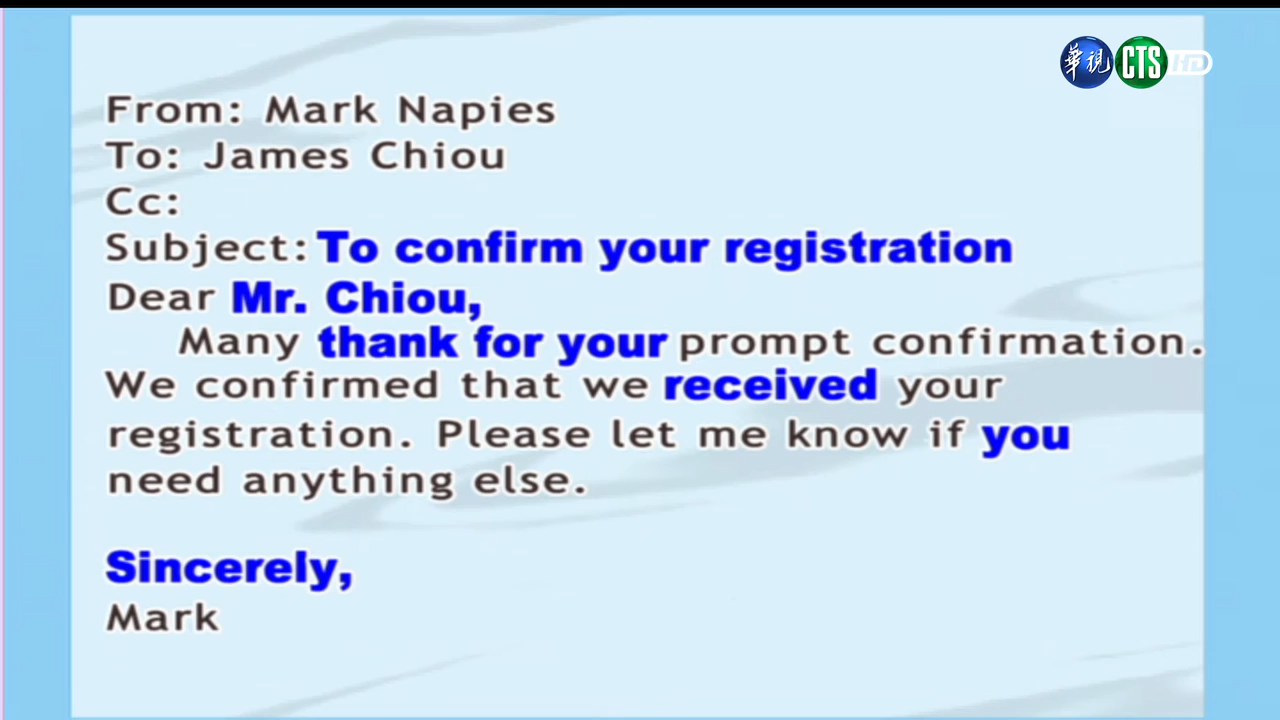 華視 CTS HD
From: Mark Napies
To: James Chiou
Cc:
Subject: To confirm your registration
Dear Mr. Chiou,
Many thank for your prompt confirmation.
We confirmed that we received your
registration. Please let me know if you
need anything else.
Sincerely,
Mark